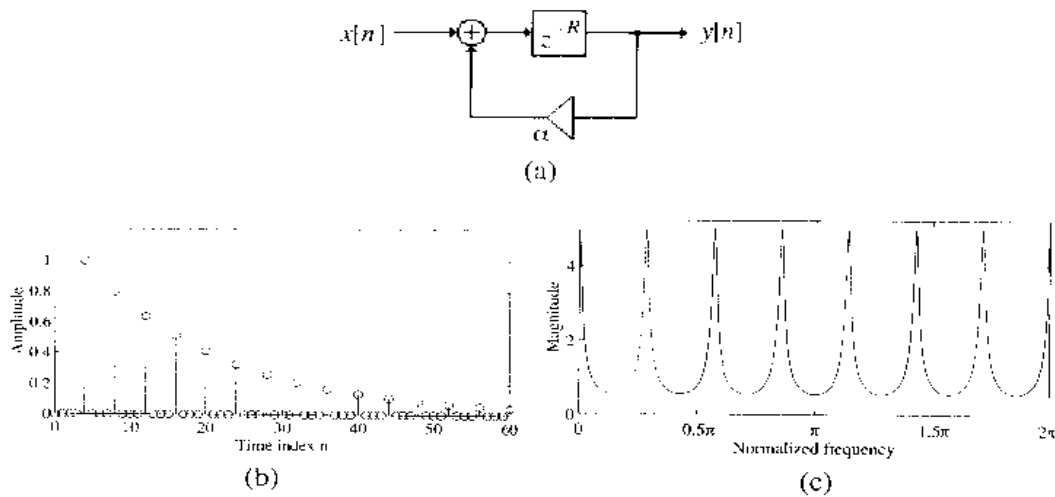 x[n]
+
z⁻ᴿ
y[n]
α
(a)
Amplitude
1
0.8
0.6
0.4
0.2
0
0
10
20
30
40
50
60
Time index n
(b)
Magnitude
4
2
0
0
0.5π
π
1.5π
2π
Normalized frequency
(c)